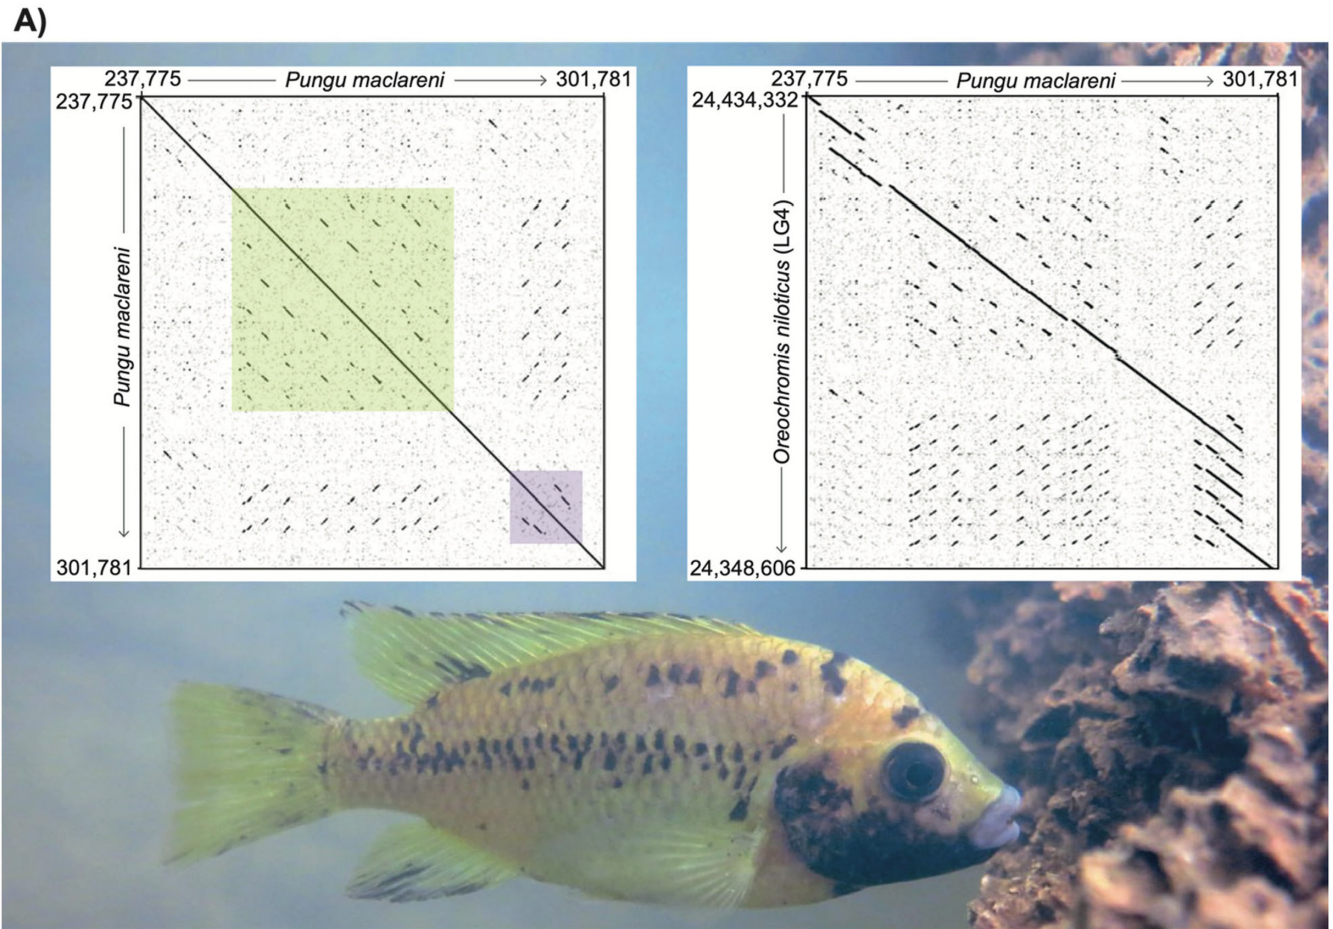 A)
237,775 Pungu maclareni 301,781
237,775
Pungu maclareni
301,781
237,775 Pungu maclareni 301,781
24,434,332
Oreochromis niloticus (LG4)
24,348,606